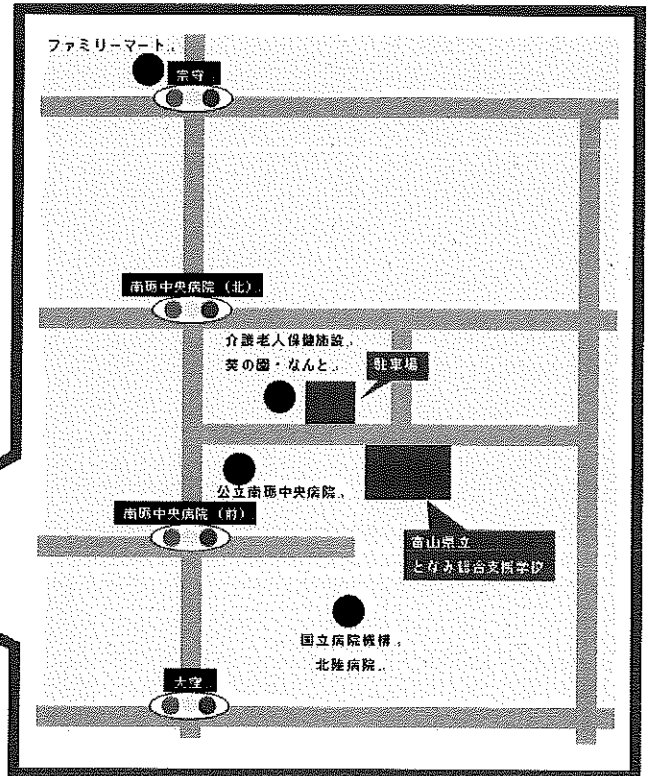 ファミリーマート
宗守
南砺中央病院（北）
介護老人保健施設
葵の園・なんと
駐車場
公立南砺中央病院
南砺中央病院（前）
富山県立
となみ総合支援学校
国立病院機構
北陸病院
大窪